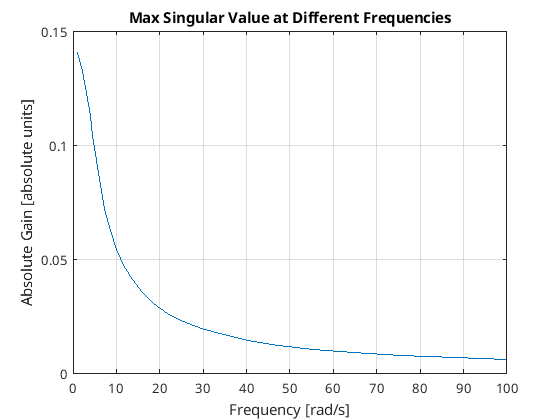 Max Singular Value at Different Frequencies
0.15
0.1
0.05
0
Absolute Gain [absolute units]
0 10 20 30 40 50 60 70 80 90 100
Frequency [rad/s]